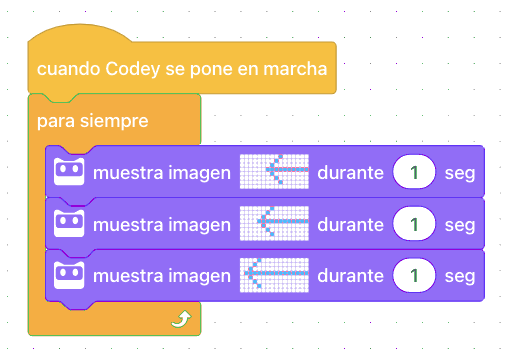 cuando Codey se pone en marcha
para siempre
muestra imagen durante 1 seg
muestra imagen durante 1 seg
muestra imagen durante 1 seg